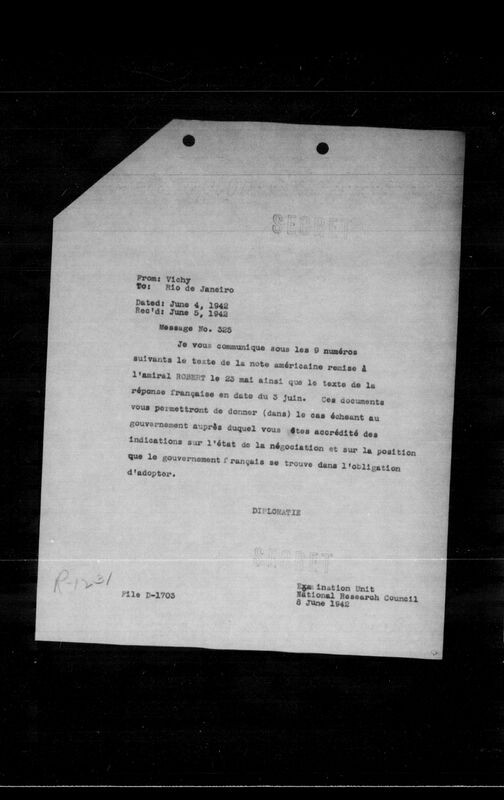 SECRET
From: Vichy
To: Rio de Janeiro
Dated: June 4, 1942
Rec'd: June 5, 1942
Message No. 325
Je vous communique sous les 9 numéros
suivants le texte de la note américaine remise à
l'amiral ROBERT le 23 mai ainsi que le texte de la
réponse française en date du 3 juin. Ces documents
vous permettront de donner (dans) le cas échéant au
gouvernement auprès duquel vous êtes accrédité des
indications sur l'état de la négociation et sur la position
que le gouvernement français se trouve dans l'obligation
d'adopter.
DIPLOMATIE
SECRET
R-1231
File D-1703
Examination Unit
National Research Council
8 June 1942